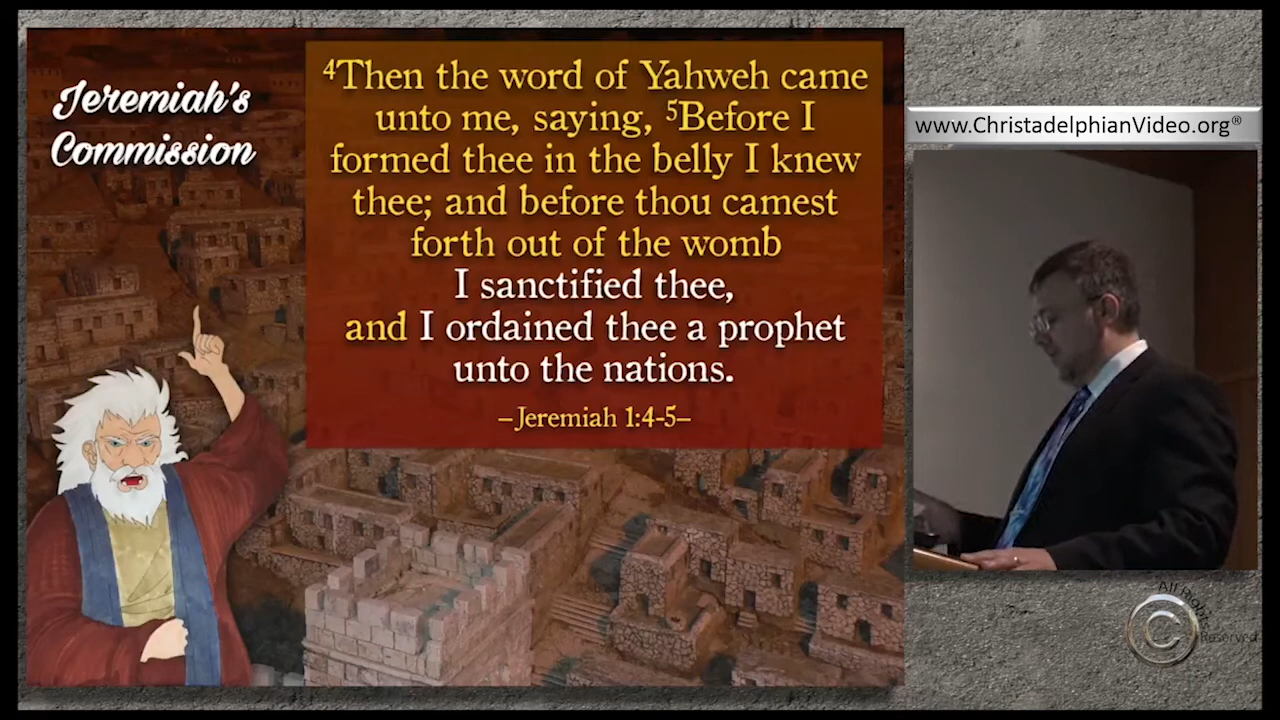 Jeremiah's
Commission
⁴Then the word of Yahweh came
unto me, saying, ⁵Before I
formed thee in the belly I knew
thee; and before thou camest
forth out of the womb
I sanctified thee,
and I ordained thee a prophet
unto the nations.
–Jeremiah 1:4-5–
www.ChristadelphianVideo.org®
All Rights
Reserved
©